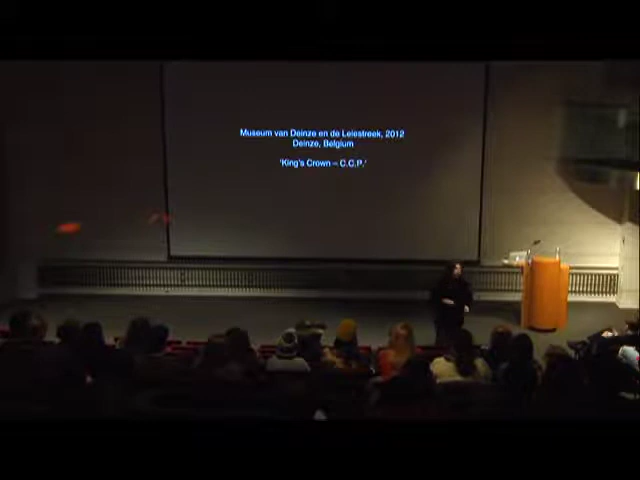 Museum van Deinze en de Leiestreek, 2012
Deinze, Belgium
'King's Crown – C.C.P.'